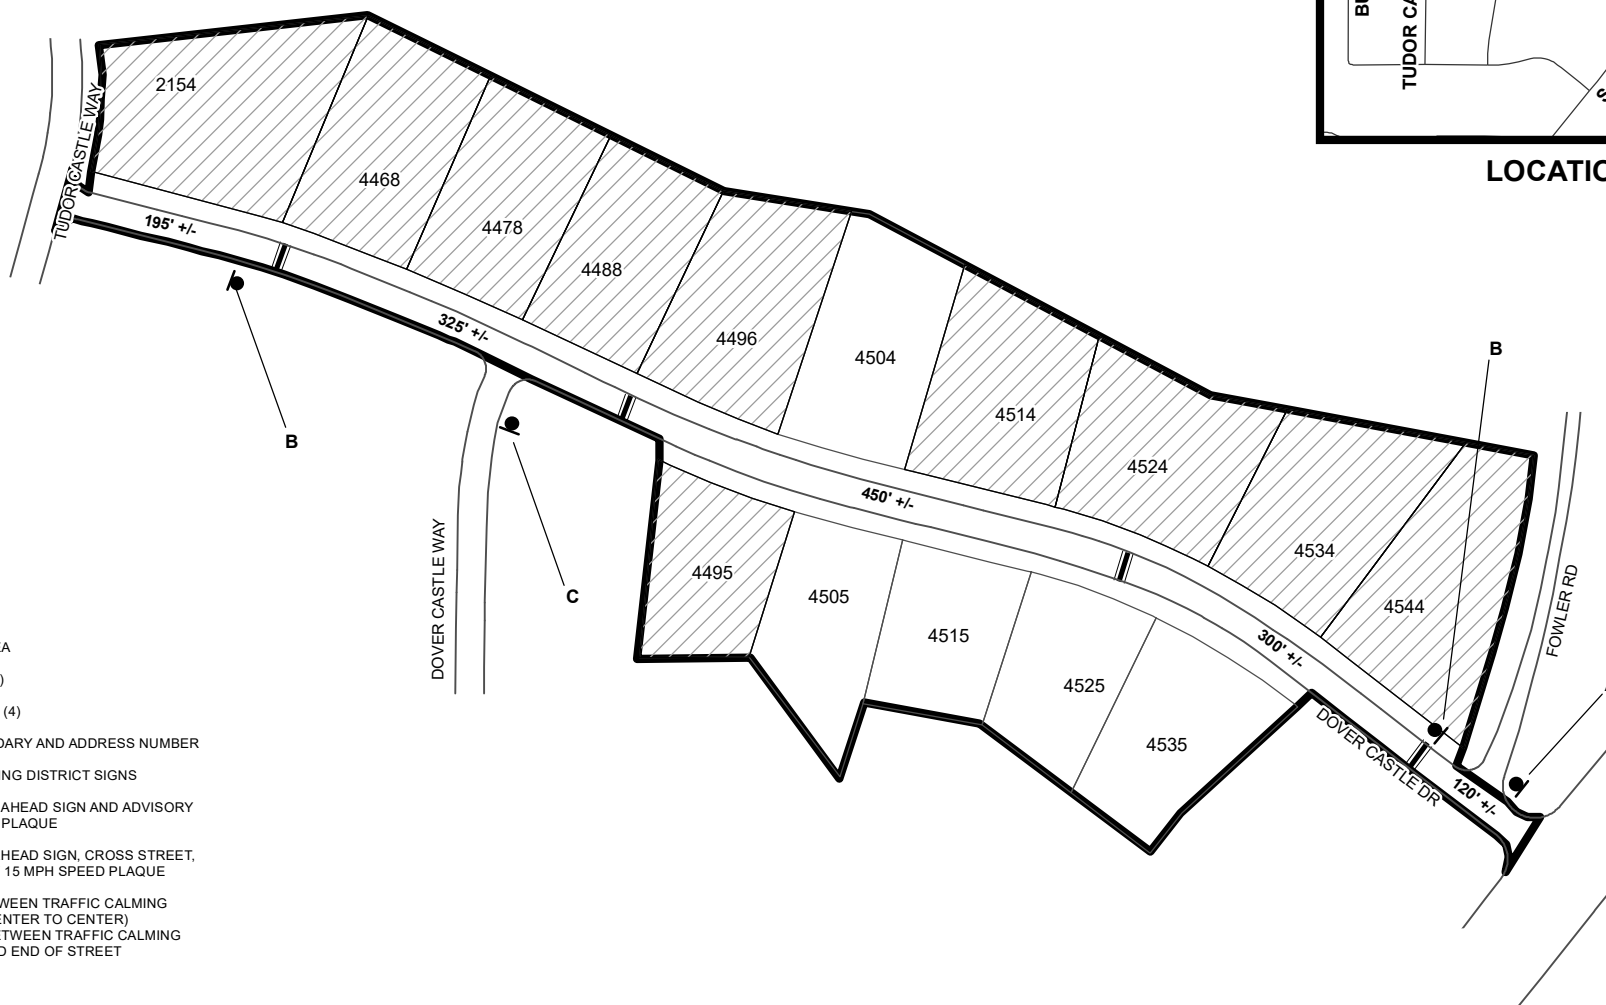 TUDOR CA
LOCATIO
2154
TUDOR CASTLE WAY
4468
195' +/-
4478
4488
B
325' +/-
4496
4504
B
4514
4524
450' +/-
4534
4495
4505
4544
C
DOVER CASTLE WAY
FOWLER RD
4515
300' +/-
4525
4535
DOVER CASTLE DR
120' +/-
EA
)
(4)
DARY AND ADDRESS NUMBER
ING DISTRICT SIGNS
AHEAD SIGN AND ADVISORY
PLAQUE
HEAD SIGN, CROSS STREET,
15 MPH SPEED PLAQUE
WEEN TRAFFIC CALMING
ENTER TO CENTER)
ETWEEN TRAFFIC CALMING
D END OF STREET